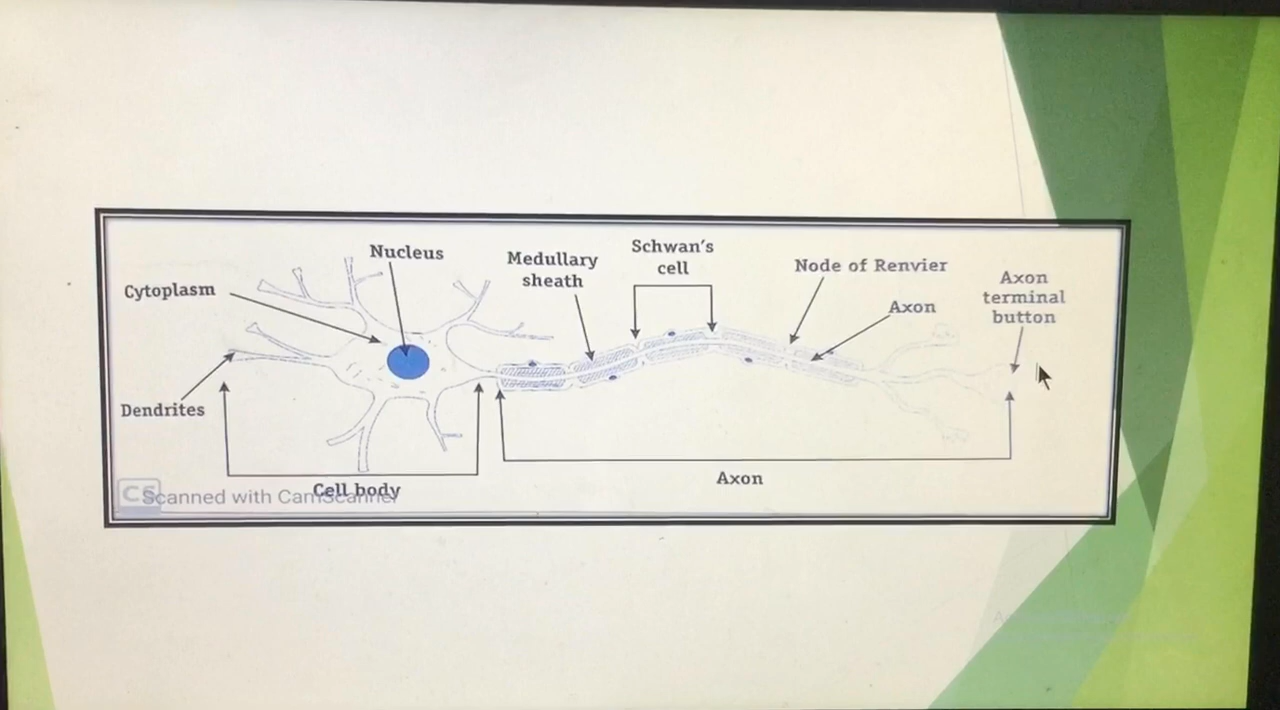 Nucleus
Medullary
sheath
Schwan's
cell
Node of Renvier
Axon
terminal
button
Cytoplasm
Axon
Dendrites
Cell body
Axon
CS
Scanned with CamScanner